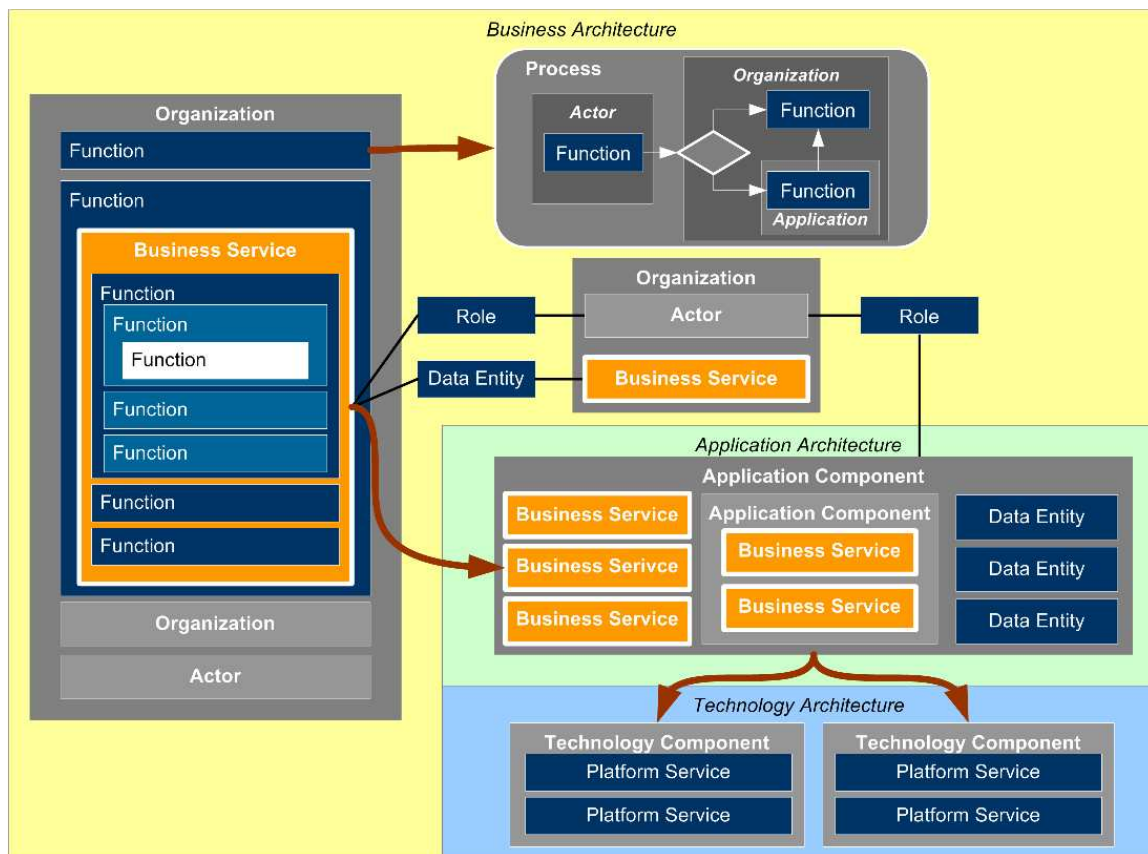 Business Architecture
Process
Organization
Actor
Function
Function
Function
Application
Organization
Function
Function
Business Service
Function
Function
Function
Function
Function
Function
Function
Organization
Actor
Role
Data Entity
Organization
Actor
Business Service
Role
Application Architecture
Application Component
Business Service
Business Serivce
Business Service
Application Component
Business Service
Business Service
Data Entity
Data Entity
Data Entity
Technology Architecture
Technology Component
Platform Service
Platform Service
Technology Component
Platform Service
Platform Service